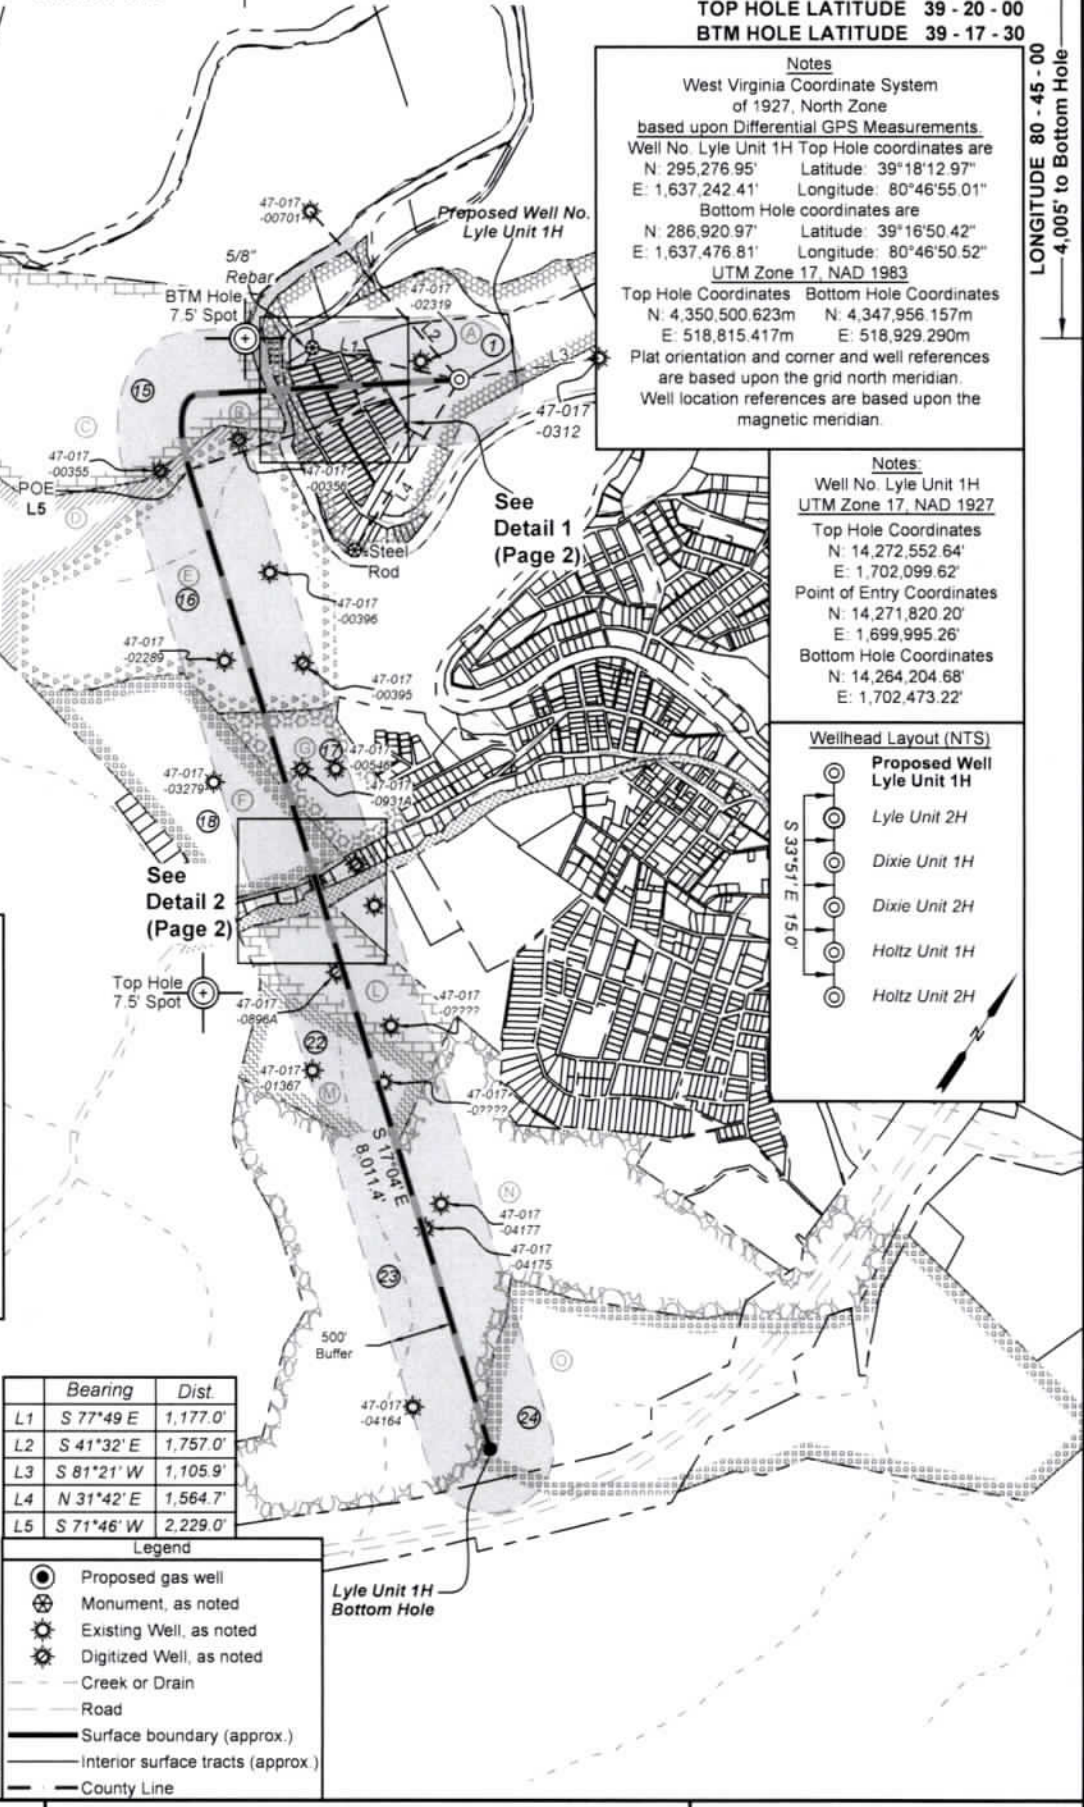 TOP HOLE LATITUDE 39 - 20 - 00
BTM HOLE LATITUDE 39 - 17 - 30
LONGITUDE 80 - 45 - 00
4,005' to Bottom Hole
Notes
West Virginia Coordinate System
of 1927, North Zone
based upon Differential GPS Measurements.
Well No. Lyle Unit 1H Top Hole coordinates are
N: 295,276.95' Latitude: 39°18'12.97"
E: 1,637,242.41' Longitude: 80°46'55.01"
Bottom Hole coordinates are
N: 286,920.97' Latitude: 39°16'50.42"
E: 1,637,476.81' Longitude: 80°46'50.52"
UTM Zone 17, NAD 1983
Top Hole Coordinates Bottom Hole Coordinates
N: 4,350,500.623m N: 4,347,956.157m
E: 518,815.417m E: 518,929.290m
Plat orientation and corner and well references
are based upon the grid north meridian.
Well location references are based upon the
magnetic meridian.
Notes:
Well No. Lyle Unit 1H
UTM Zone 17, NAD 1927
Top Hole Coordinates
N: 14,272,552.64'
E: 1,702,099.62'
Point of Entry Coordinates
N: 14,271,820.20'
E: 1,699,995.26'
Bottom Hole Coordinates
N: 14,264,204.68'
E: 1,702,473.22'
Wellhead Layout (NTS)
Proposed Well
Lyle Unit 1H
Lyle Unit 2H
Dixie Unit 1H
Dixie Unit 2H
Holtz Unit 1H
Holtz Unit 2H
S 33°51' E 15.0'
N
47-017
-00701
Proposed Well No.
Lyle Unit 1H
5/8"
Rebar
BTM Hole
7.5' Spot
47-017
-02319
L1
L2
A
1
L3
47-017
-0312
15
C
B
47-017
-00355
POE
L5
D
47-017
-00356
L4
See
Detail 1
(Page 2)
Steel
Rod
E
16
47-017
-00396
47-017
-02289
47-017
-00395
G
17
47-017
-00546
47-017
-0931A
47-017
-03279
F
18
See
Detail 2
(Page 2)
Top Hole
7.5' Spot
47-017
-0896A
L
47-017
-0????
22
47-017
-01367
M
47-017
-0????
S 17°04' E
8,011.4'
N
47-017
-04177
47-017
-04175
23
500'
Buffer
O
47-017
-04164
24
Lyle Unit 1H
Bottom Hole
Bearing Dist.
L1 S 77°49 E 1,177.0'
L2 S 41°32' E 1,757.0'
L3 S 81°21' W 1,105.9'
L4 N 31°42' E 1,564.7'
L5 S 71°46' W 2,229.0'
Legend
Proposed gas well
Monument, as noted
Existing Well, as noted
Digitized Well, as noted
Creek or Drain
Road
Surface boundary (approx.)
Interior surface tracts (approx.)
County Line